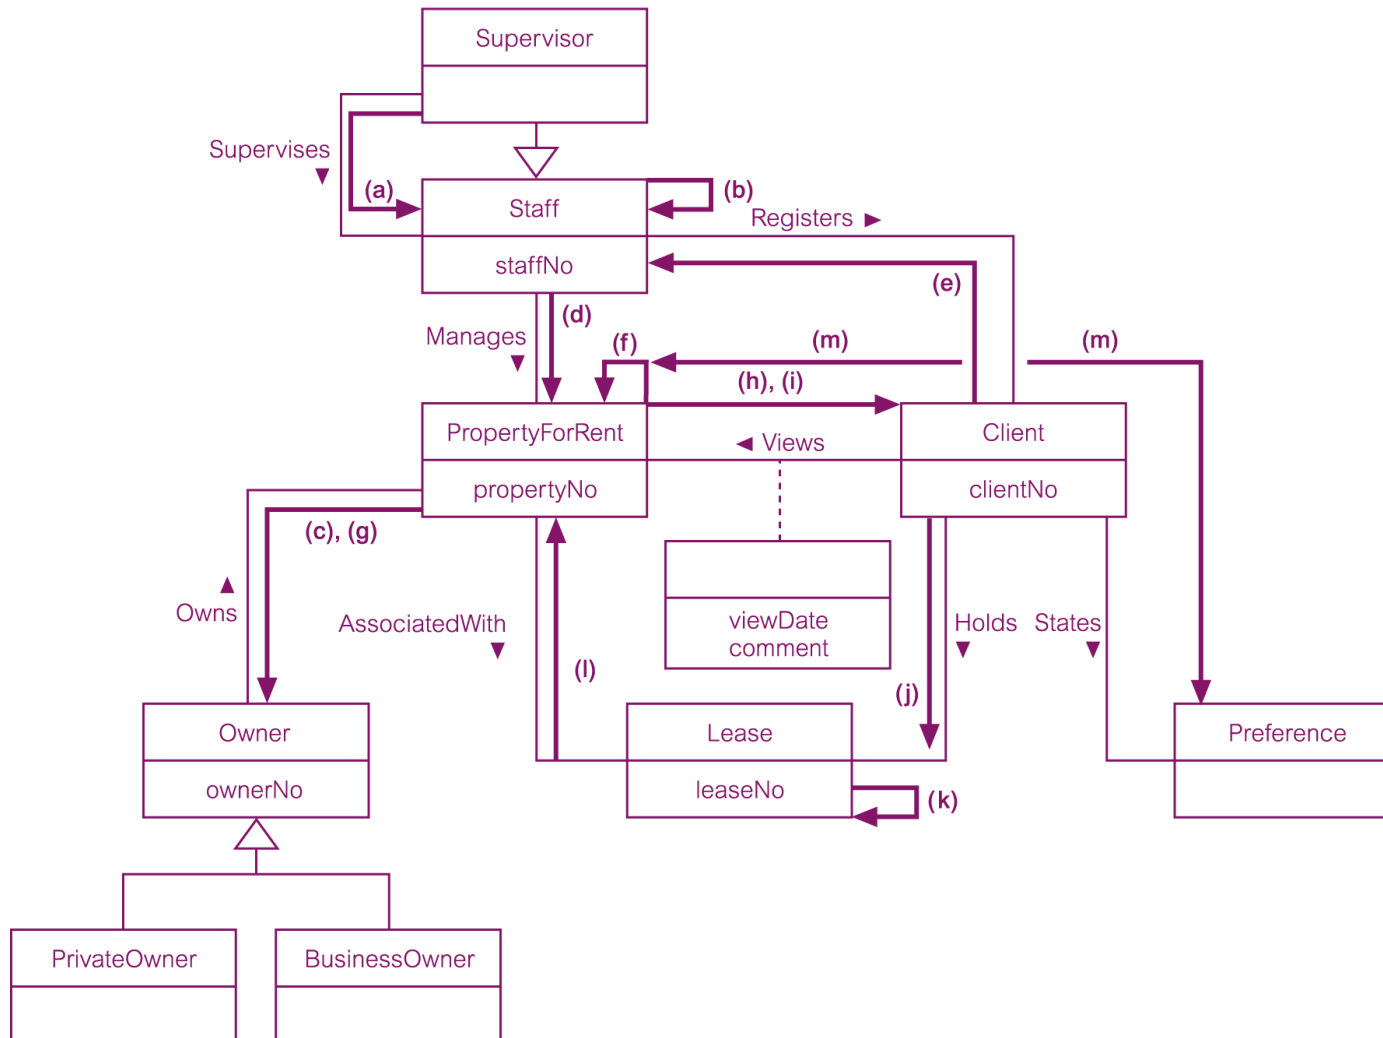 Supervisor
Supervises
(a)
(b)
Staff
Registers
staffNo
(e)
(d)
Manages
(f)
(m)
(m)
(h), (i)
PropertyForRent
Views
Client
propertyNo
clientNo
(c), (g)
Owns
AssociatedWith
viewDate
comment
Holds
States
(l)
(j)
Owner
Lease
Preference
ownerNo
leaseNo
(k)
PrivateOwner
BusinessOwner